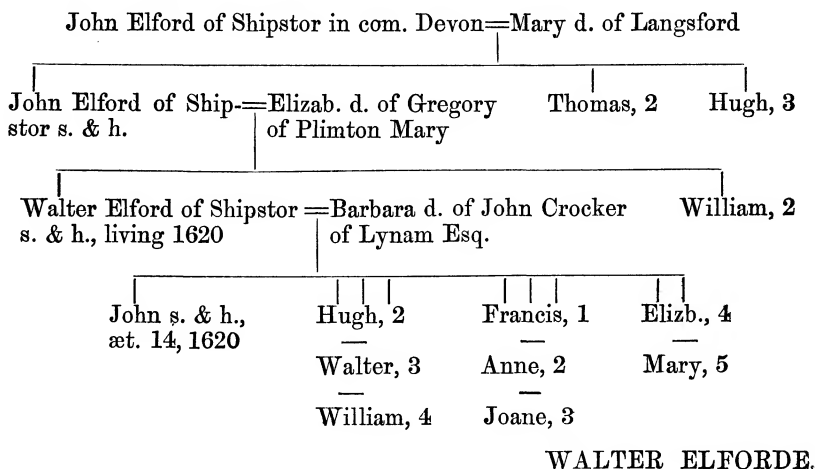 John Elford of Shipstor in com. Devon=Mary d. of Langsford
John Elford of Ship-=Elizab. d. of Gregory Thomas, 2 Hugh, 3
stor s. & h. of Plimton Mary
Walter Elford of Shipstor=Barbara d. of John Crocker William, 2
s. & h., living 1620 of Lynam Esq.
John s. & h., Hugh, 2 Francis, 1 Elizb., 4
æt. 14, 1620 Walter, 3 Anne, 2 Mary, 5
William, 4 Joane, 3
WALTER ELFORDE.